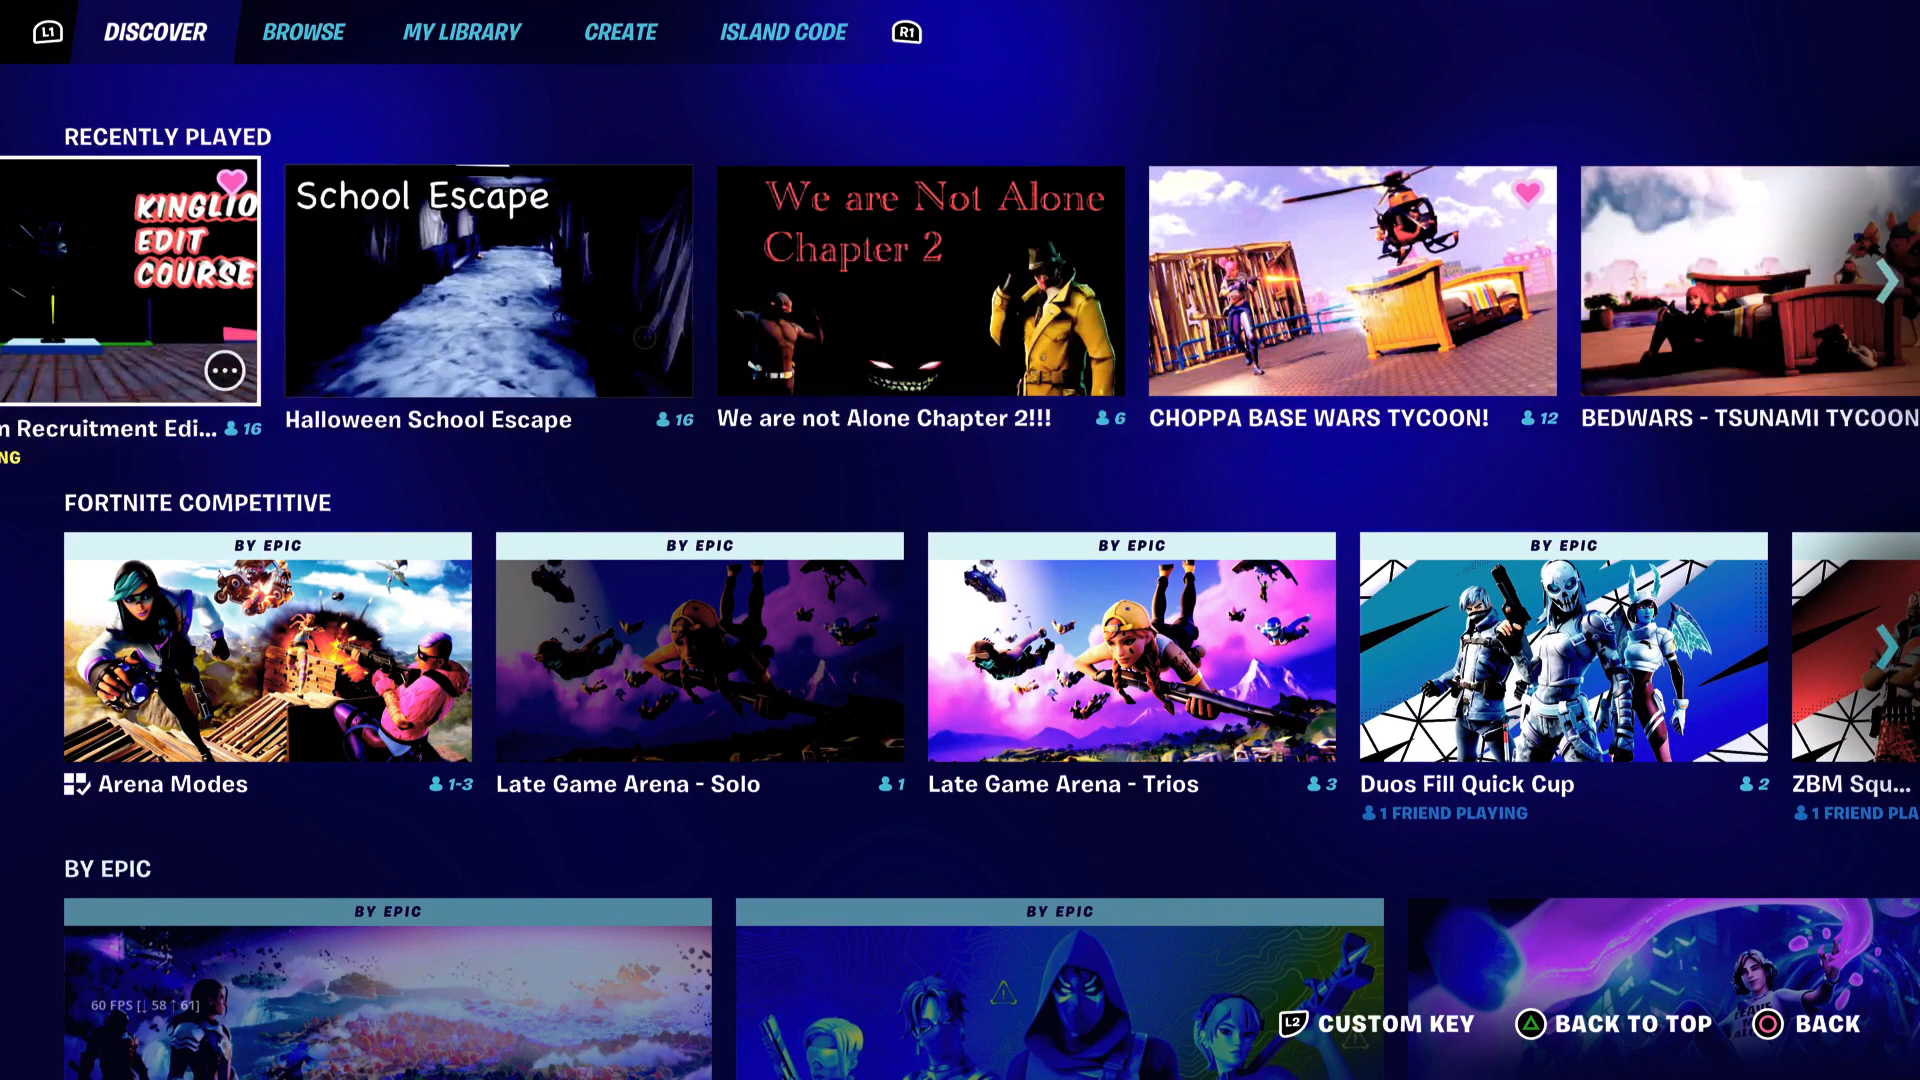 L1 DISCOVER BROWSE MY LIBRARY CREATE ISLAND CODE R1
RECENTLY PLAYED
KINGLIO
EDIT
COURSE
School Escape
We are Not Alone
Chapter 2
n Recruitment Edi... 16
NG
Halloween School Escape 16
We are not Alone Chapter 2!!! 6
CHOPPA BASE WARS TYCOON! 12
BEDWARS - TSUNAMI TYCOON
FORTNITE COMPETITIVE
BY EPIC
BY EPIC
BY EPIC
BY EPIC
Arena Modes 1-3
Late Game Arena - Solo 1
Late Game Arena - Trios 3
Duos Fill Quick Cup 2
1 FRIEND PLAYING
ZBM Squ...
1 FRIEND PLA
BY EPIC
BY EPIC
BY EPIC
60 FPS [↓ 58 ↑ 61]
L2 CUSTOM KEY BACK TO TOP BACK